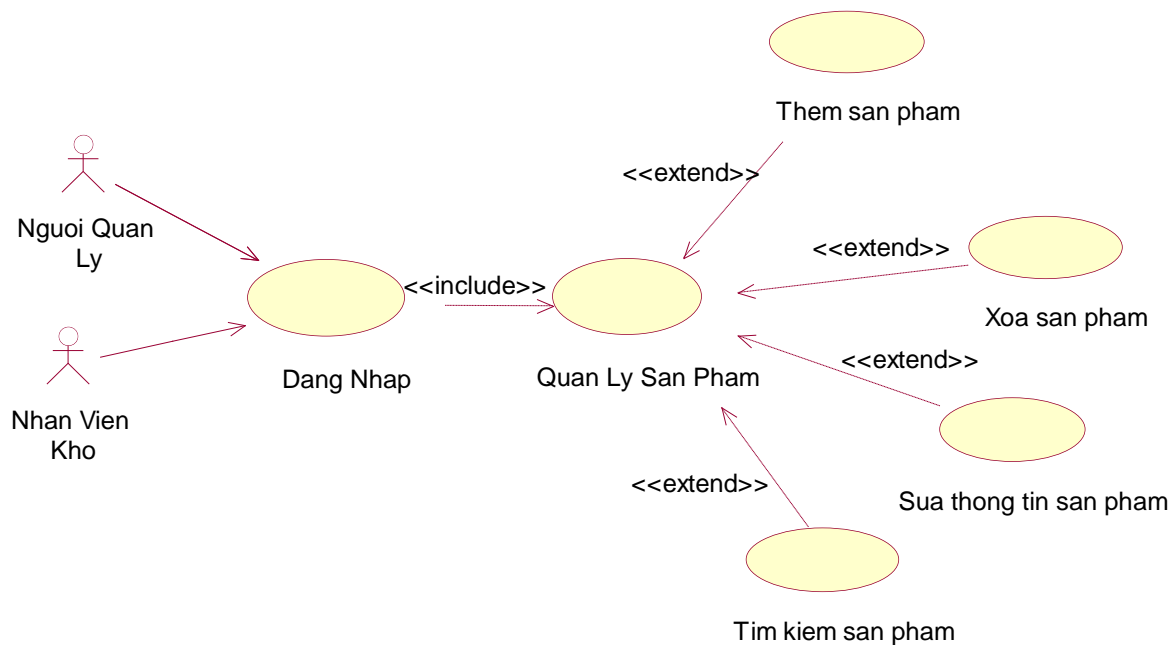 Them san pham
<<extend>>
Nguoi Quan
Ly
<<extend>>
<<include>>
Xoa san pham
Dang Nhap
Quan Ly San Pham
<<extend>>
Nhan Vien
Kho
<<extend>>
Sua thong tin san pham
Tim kiem san pham